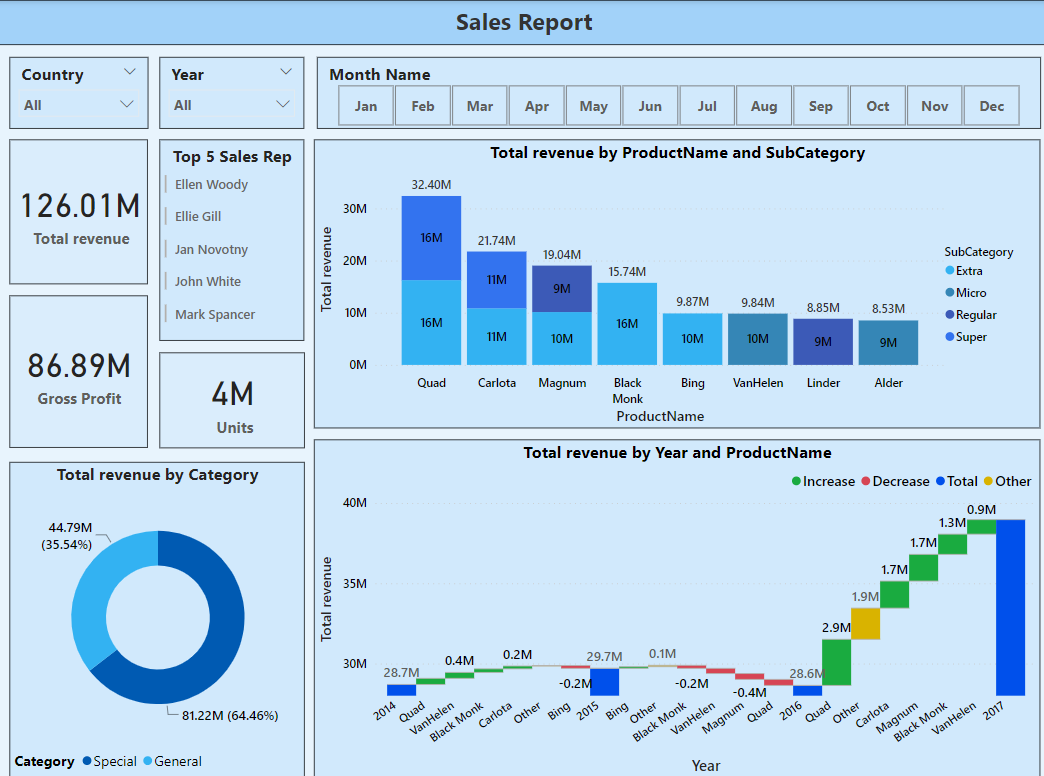 Sales Report
Country
All
Year
All
Month Name
Jan Feb Mar Apr May Jun Jul Aug Sep Oct Nov Dec
126.01M
Total revenue
86.89M
Gross Profit
Top 5 Sales Rep
Ellen Woody
Ellie Gill
Jan Novotny
John White
Mark Spancer
4M
Units
Total revenue by ProductName and SubCategory
Total revenue
30M
20M
10M
0M
32.40M
21.74M
19.04M
15.74M
9.87M
9.84M
8.85M
8.53M
16M
11M
9M
16M
11M
10M
16M
10M
10M
9M
9M
Quad Carlota Magnum Black Monk Bing VanHelen Linder Alder
ProductName
SubCategory
Extra
Micro
Regular
Super
Total revenue by Category
44.79M
(35.54%)
81.22M (64.46%)
Category Special General
Total revenue by Year and ProductName
Increase Decrease Total Other
Total revenue
40M
35M
30M
28.7M
0.4M
0.2M
-0.2M
29.7M
0.1M
-0.2M
-0.4M
28.6M
2.9M
1.9M
1.7M
1.7M
1.3M
0.9M
2014 Quad VanHelen Black Monk Carlota Other Bing 2015 Bing Other Black Monk VanHelen Magnum Quad 2016 Quad Other Carlota Magnum Black Monk VanHelen 2017
Year